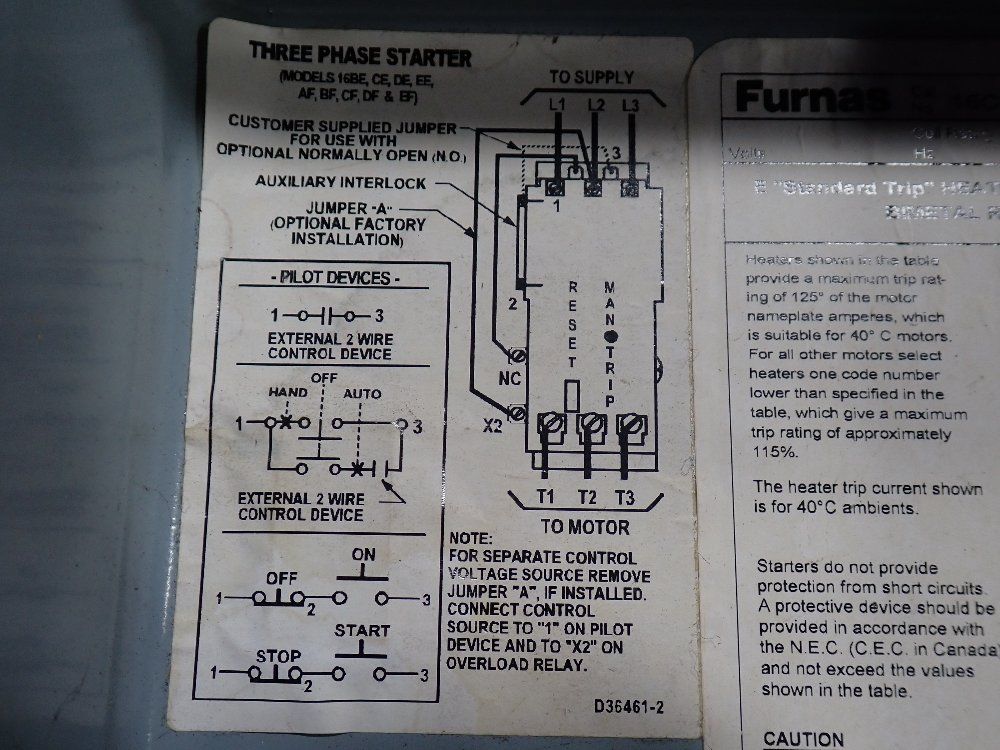 THREE PHASE STARTER
(MODELS 16BE, CE, DE, EE,
AF, BF, CF, DF & EF)
CUSTOMER SUPPLIED JUMPER
FOR USE WITH
OPTIONAL NORMALLY OPEN (N.O.)
AUXILIARY INTERLOCK
JUMPER "A"
(OPTIONAL FACTORY
INSTALLATION)
TO SUPPLY
L1 L2 L3
3
1
2
RESET
MAN TRIP
NC
X2
T1 T2 T3
TO MOTOR
- PILOT DEVICES -
1 3
EXTERNAL 2 WIRE
CONTROL DEVICE
OFF
HAND AUTO
1 3
EXTERNAL 2 WIRE
CONTROL DEVICE
ON
OFF
1 2 3
START
STOP
1 2 3
NOTE:
FOR SEPARATE CONTROL
VOLTAGE SOURCE REMOVE
JUMPER "A", IF INSTALLED.
CONNECT CONTROL
SOURCE TO "1" ON PILOT
DEVICE AND TO "X2" ON
OVERLOAD RELAY.
D36461-2
Furnas
Volts Hz
E "Standard Trip" HEAT
BIMETAL R
Heaters shown in the table
provide a maximum trip rat-
ing of 125° of the motor
nameplate amperes, which
is suitable for 40° C motors.
For all other motors select
heaters one code number
lower than specified in the
table, which give a maximum
trip rating of approximately
115%.
The heater trip current shown
is for 40°C ambients.
Starters do not provide
protection from short circuits.
A protective device should be
provided in accordance with
the N.E.C. (C.E.C. in Canada
and not exceed the values
shown in the table.
CAUTION